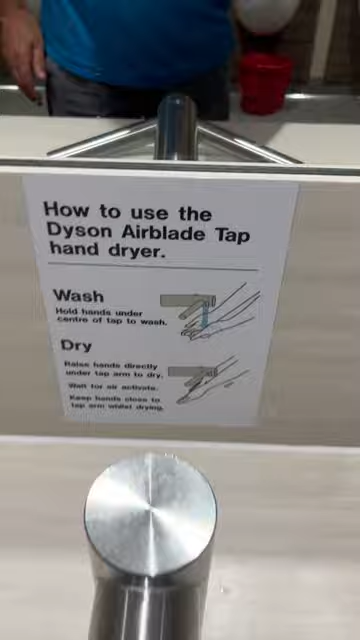 How to use the
Dyson Airblade Tap
hand dryer.
Wash
Hold hands under
centre of tap to wash.
Dry
Raise hands directly
under tap arm to dry.
Wait for air activate.
Keep hands close to
tap arm whilst drying.